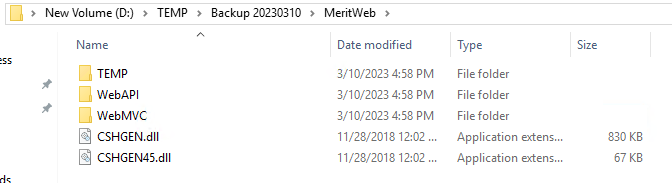 New Volume (D:) > TEMP > Backup 20230310 > MeritWeb >
Name Date modified Type Size
ess
TEMP 3/10/2023 4:58 PM File folder
WebAPI 3/10/2023 4:58 PM File folder
WebMVC 3/10/2023 4:58 PM File folder
CSHGEN.dll 11/28/2018 12:02 ... Application extens... 830 KB
CSHGEN45.dll 11/28/2018 12:02 ... Application extens... 67 KB
nds